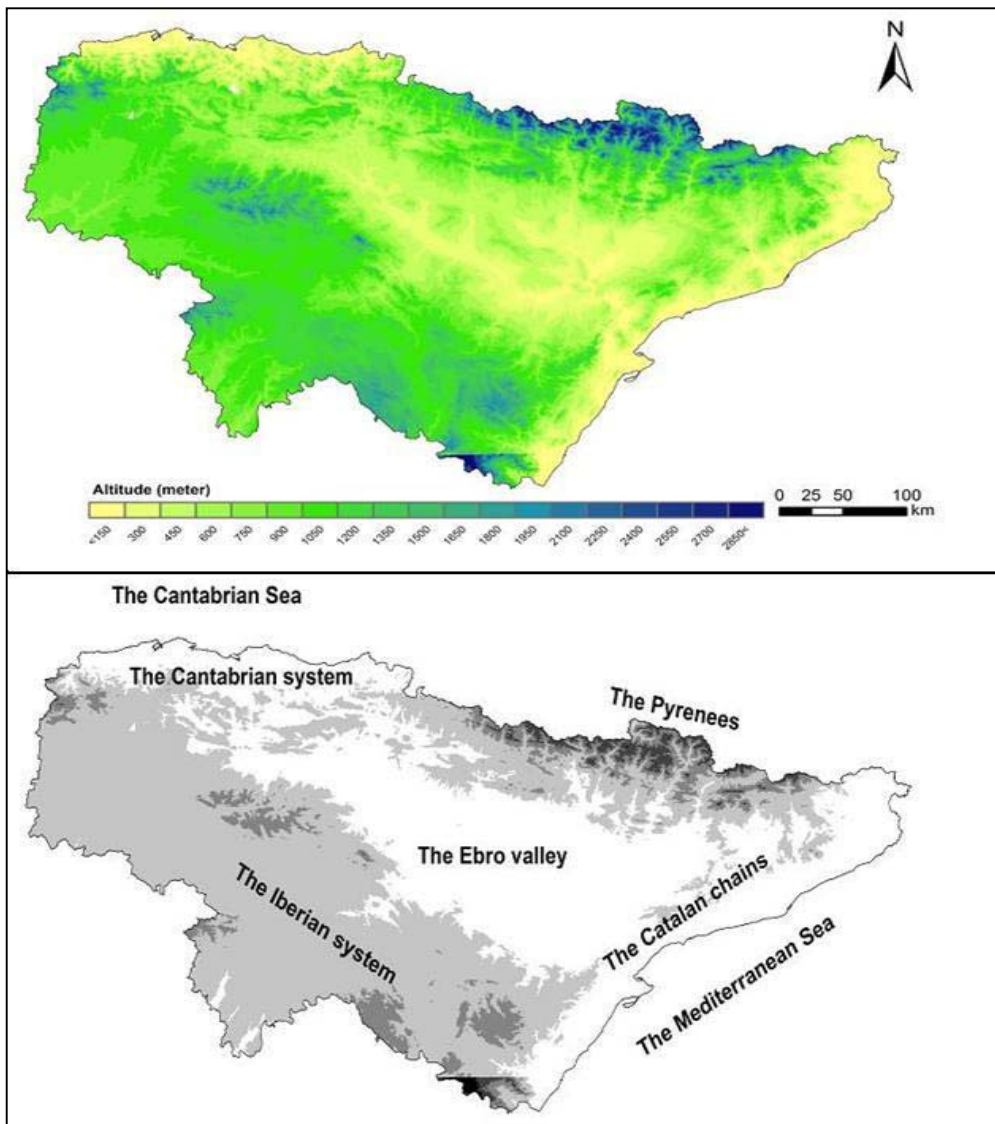 N
Altitude (meter)
<150 300 450 600 750 900 1050 1200 1350 1500 1650 1800 1950 2100 2250 2400 2550 2700 2850<
0 25 50 100
km
The Cantabrian Sea
The Cantabrian system
The Pyrenees
The Ebro valley
The Iberian system
The Catalan chains
The Mediterranean Sea